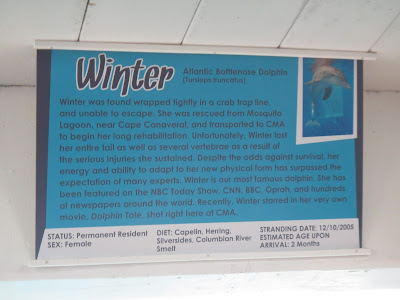 Winter Atlantic Bottlenose Dolphin
(Tursiops truncatus)
Winter was found wrapped tightly in a crab trap line,
and unable to escape. She was rescued from Mosquito
Lagoon, near Cape Canaveral, and transported to CMA
to begin her long rehabilitation. Unfortunately, Winter lost
her entire tail as well as several vertebrae as a result of
the serious injuries she sustained. Despite the odds against survival, her
energy and ability to adapt to her new physical form has surpassed the
expectation of many experts. Winter is our most famous dolphin. She has
been featured on the NBC Today Show, CNN, BBC, Oprah, and hundreds
of newspapers around the world. Recently, Winter starred in her very own
movie, Dolphin Tale, shot right here at CMA.
STATUS: Permanent Resident
SEX: Female
DIET: Capelin, Herring,
Silversides, Columbian River
Smelt
STRANDING DATE: 12/10/2005
ESTIMATED AGE UPON
ARRIVAL: 2 Months